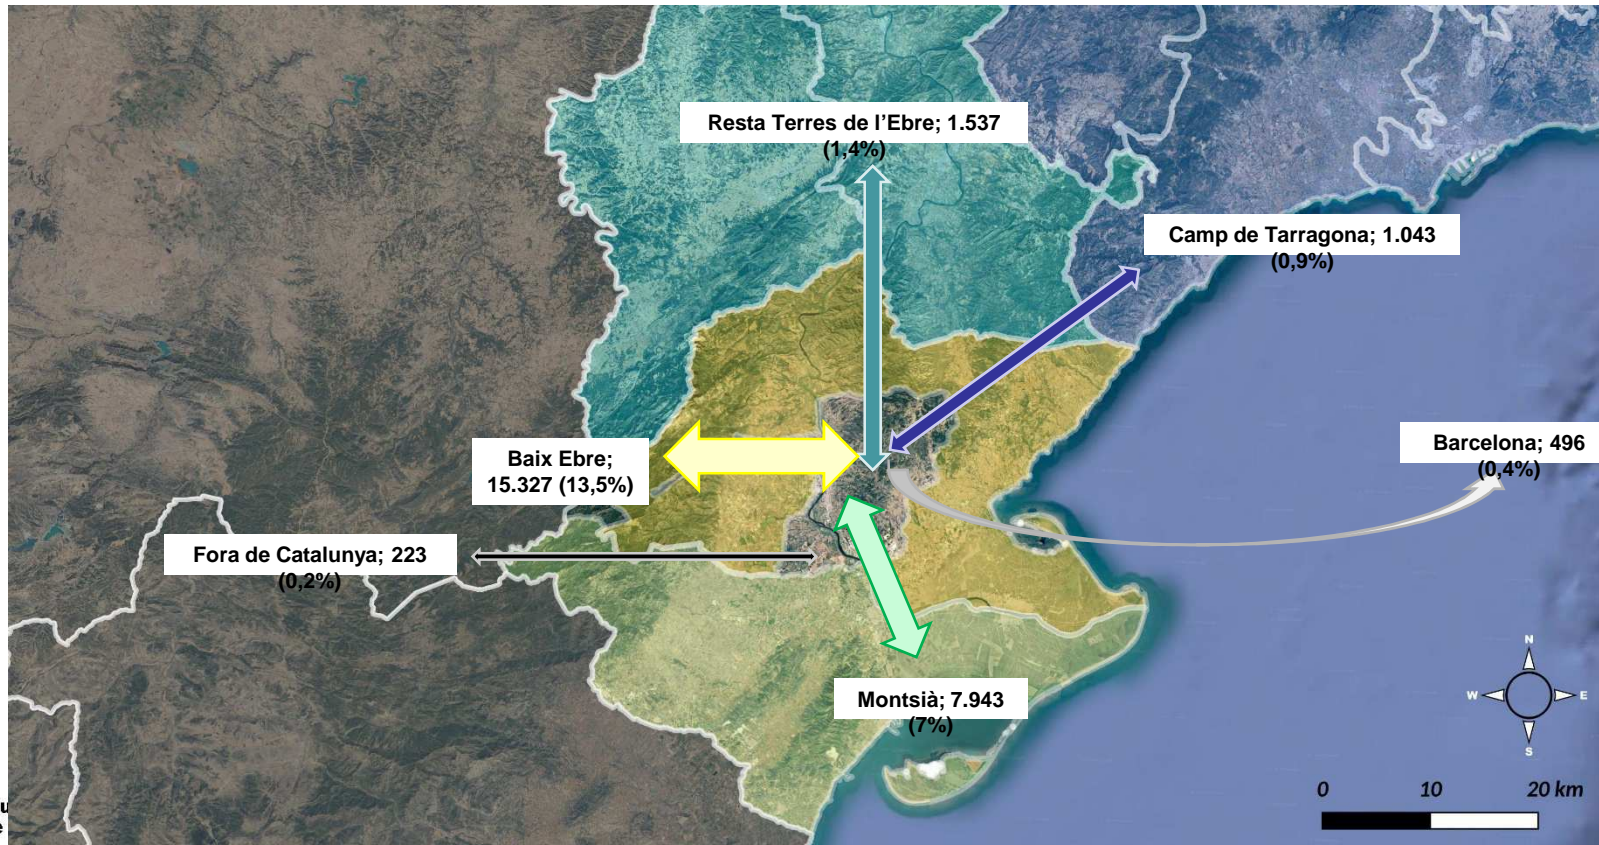 Resta Terres de l’Ebre; 1.537
(1,4%)
Camp de Tarragona; 1.043
(0,9%)
Barcelona; 496
(0,4%)
Baix Ebre;
15.327 (13,5%)
Fora de Catalunya; 223
(0,2%)
Montsià; 7.943
(7%)
N
W E
S
0 10 20 km